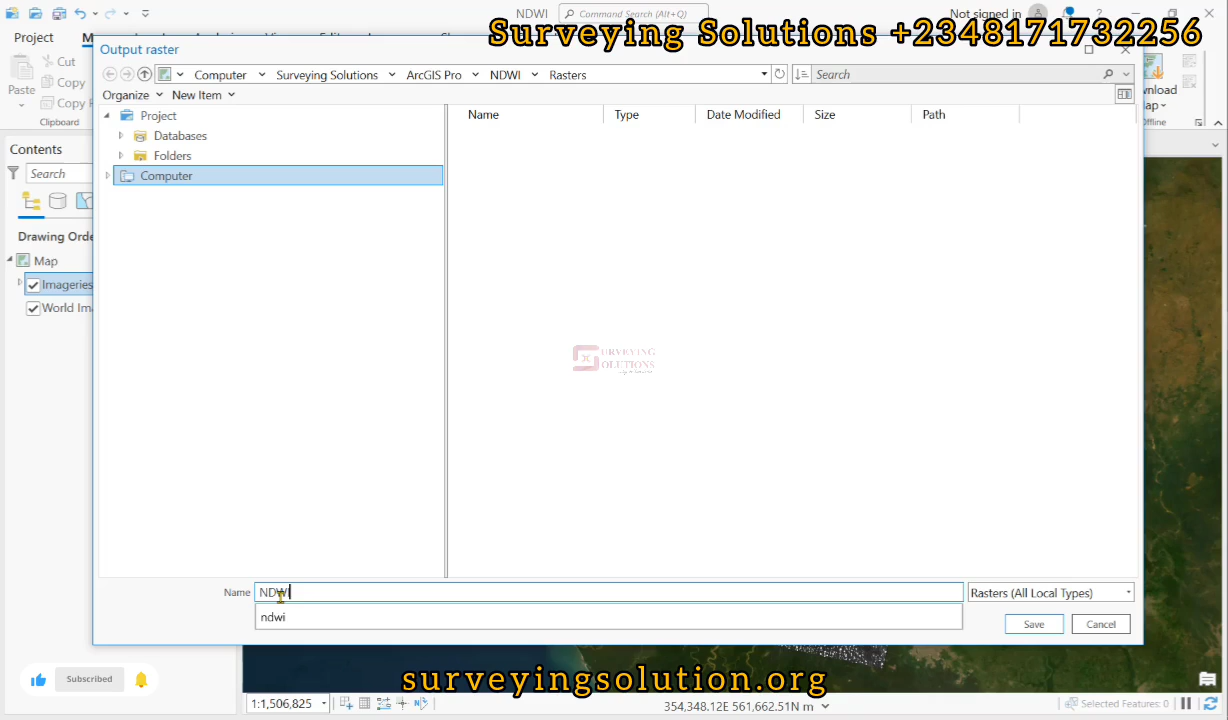 NDWI
Command Search (Alt+Q)
Not signed in
Surveying Solutions +2348171732256
Project
Output raster
Cut
Copy
Copy
Paste
Clipboard
Computer
Surveying Solutions
ArcGIS Pro
NDWI
Rasters
Search
Organize
New Item
Name
Type
Date Modified
Size
Path
Project
Databases
Folders
Computer
Contents
Search
Drawing Orde
Map
Imageries
World Ima
SURVEYING
SOLUTIONS
Name
NDWI
Rasters (All Local Types)
ndwi
Save
Cancel
Subscribed
surveyingsolution.org
1:1,506,825
354,348.12E 561,662.51N m
Selected Features: 0